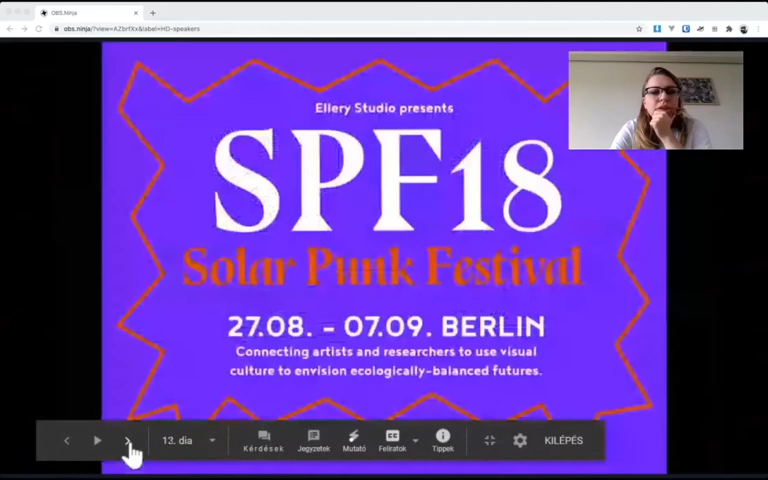 OBS.Ninja
obs.ninja/?view=AZbrfXx&label=HD-speakers
Ellery Studio presents
SPF18
Solar Punk Festival
27.08. – 07.09. BERLIN
Connecting artists and researchers to use visual
culture to envision ecologically-balanced futures.
12. dia
Kérdések
Jegyzetek
Mutató
Feliratok
Tippek
KILÉPÉS